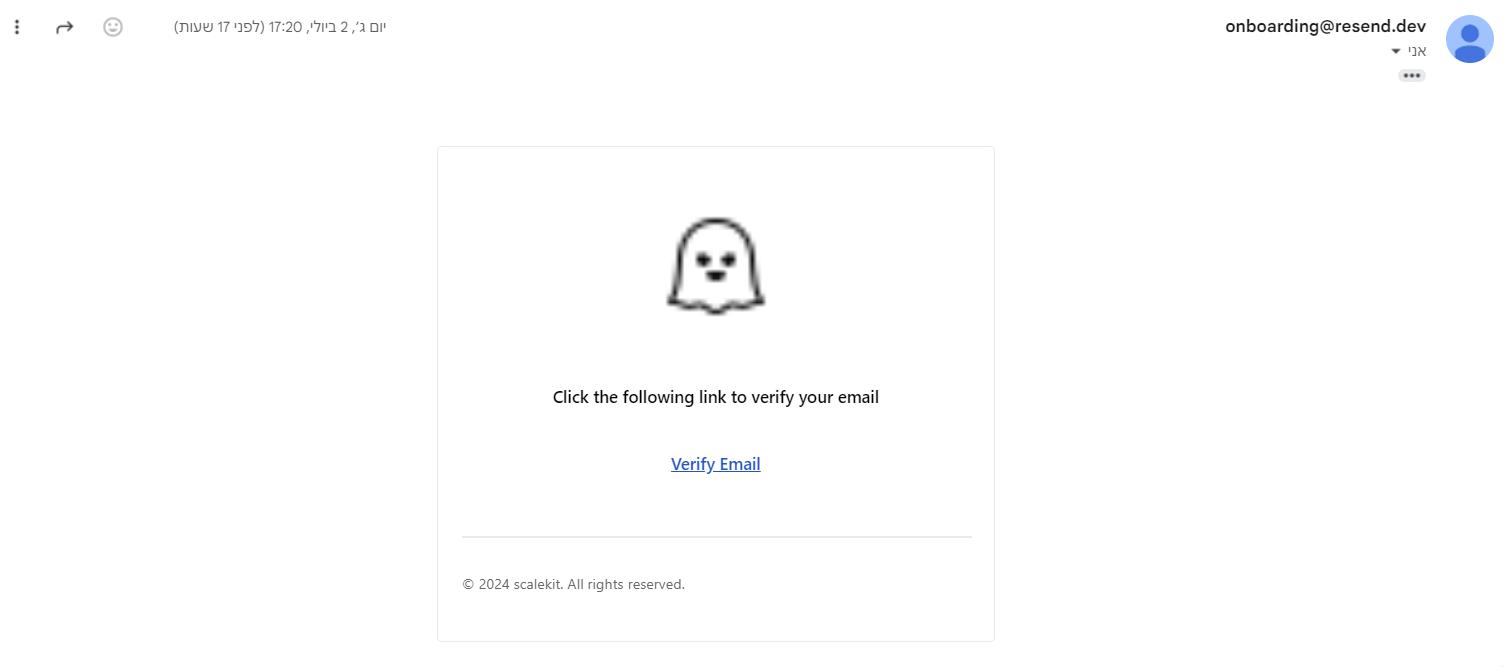 onboarding@resend.dev
יום ג׳, 2 ביולי, 17:20 (לפני 17 שעות)
אני
Click the following link to verify your email
Verify Email
© 2024 scalekit. All rights reserved.